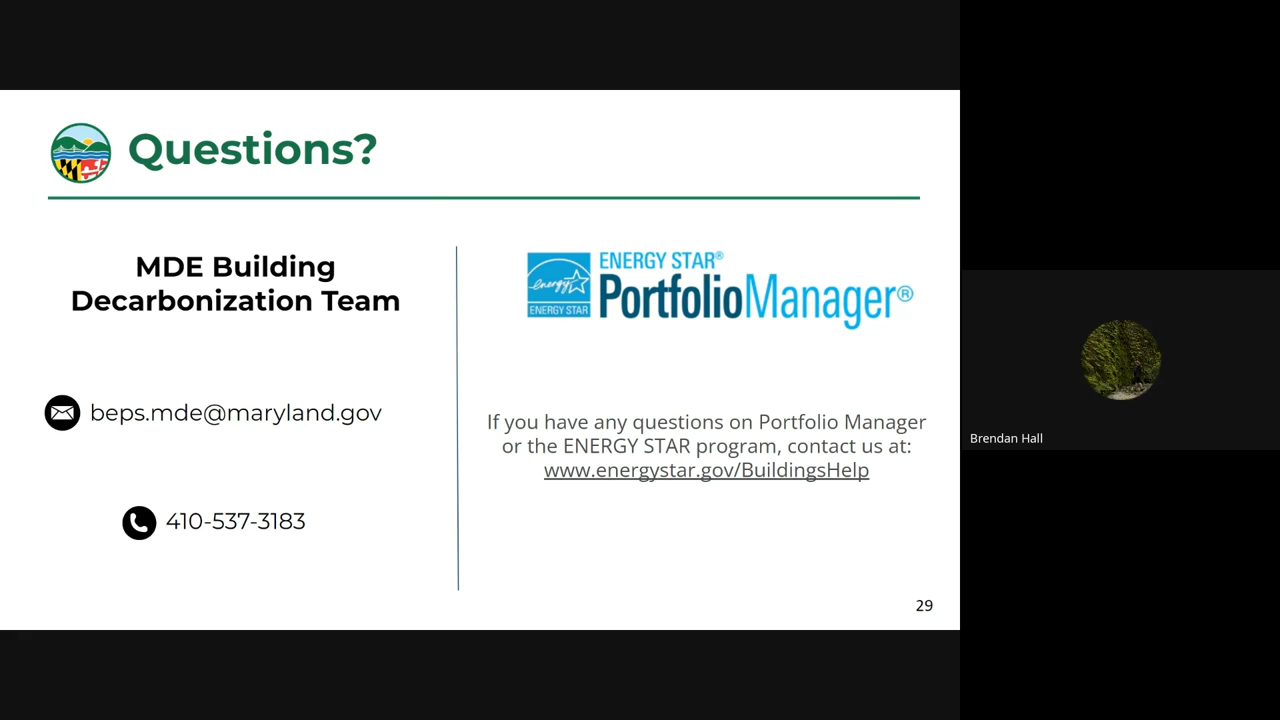 Questions?
MDE Building
Decarbonization Team
beps.mde@maryland.gov
410-537-3183
energy
ENERGY STAR
ENERGY STAR®
PortfolioManager®
If you have any questions on Portfolio Manager
or the ENERGY STAR program, contact us at:
www.energystar.gov/BuildingsHelp
29
Brendan Hall